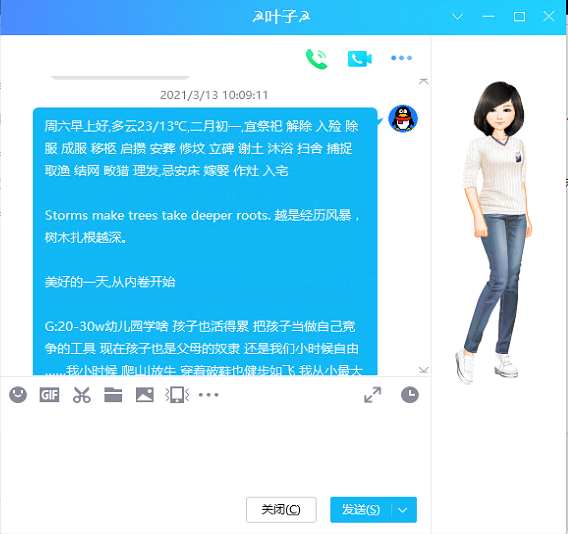 ☭叶子☭
2021/3/13 10:09:11
周六早上好,多云23/13℃,二月初一,宜祭祀 解除 入殓 除
服 成服 移柩 启攒 安葬 修坟 立碑 谢土 沐浴 扫舍 捕捉
取渔 结网 畋猎 理发,忌安床 嫁娶 作灶 入宅
Storms make trees take deeper roots. 越是经历风暴，
树木扎根越深。
美好的一天,从内卷开始
G:20-30w幼儿园学啥 孩子也活得累 把孩子当做自己竞
争的工具 现在孩子也是父母的奴隶 还是我们小时候自由
......我小时候 爬山放牛 穿着破鞋也健步如飞 我从小最大
GIF
关闭(C)
发送(S)